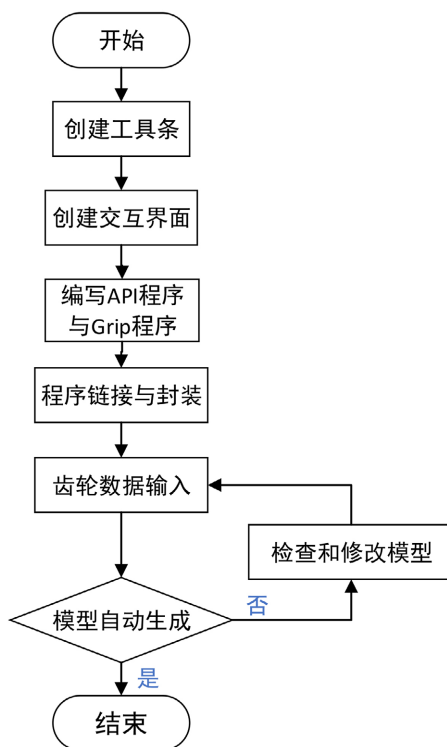 开始
创建工具条
创建交互界面
编写API程序
与Grip程序
程序链接与封装
齿轮数据输入
检查和修改模型
模型自动生成
否
是
结束